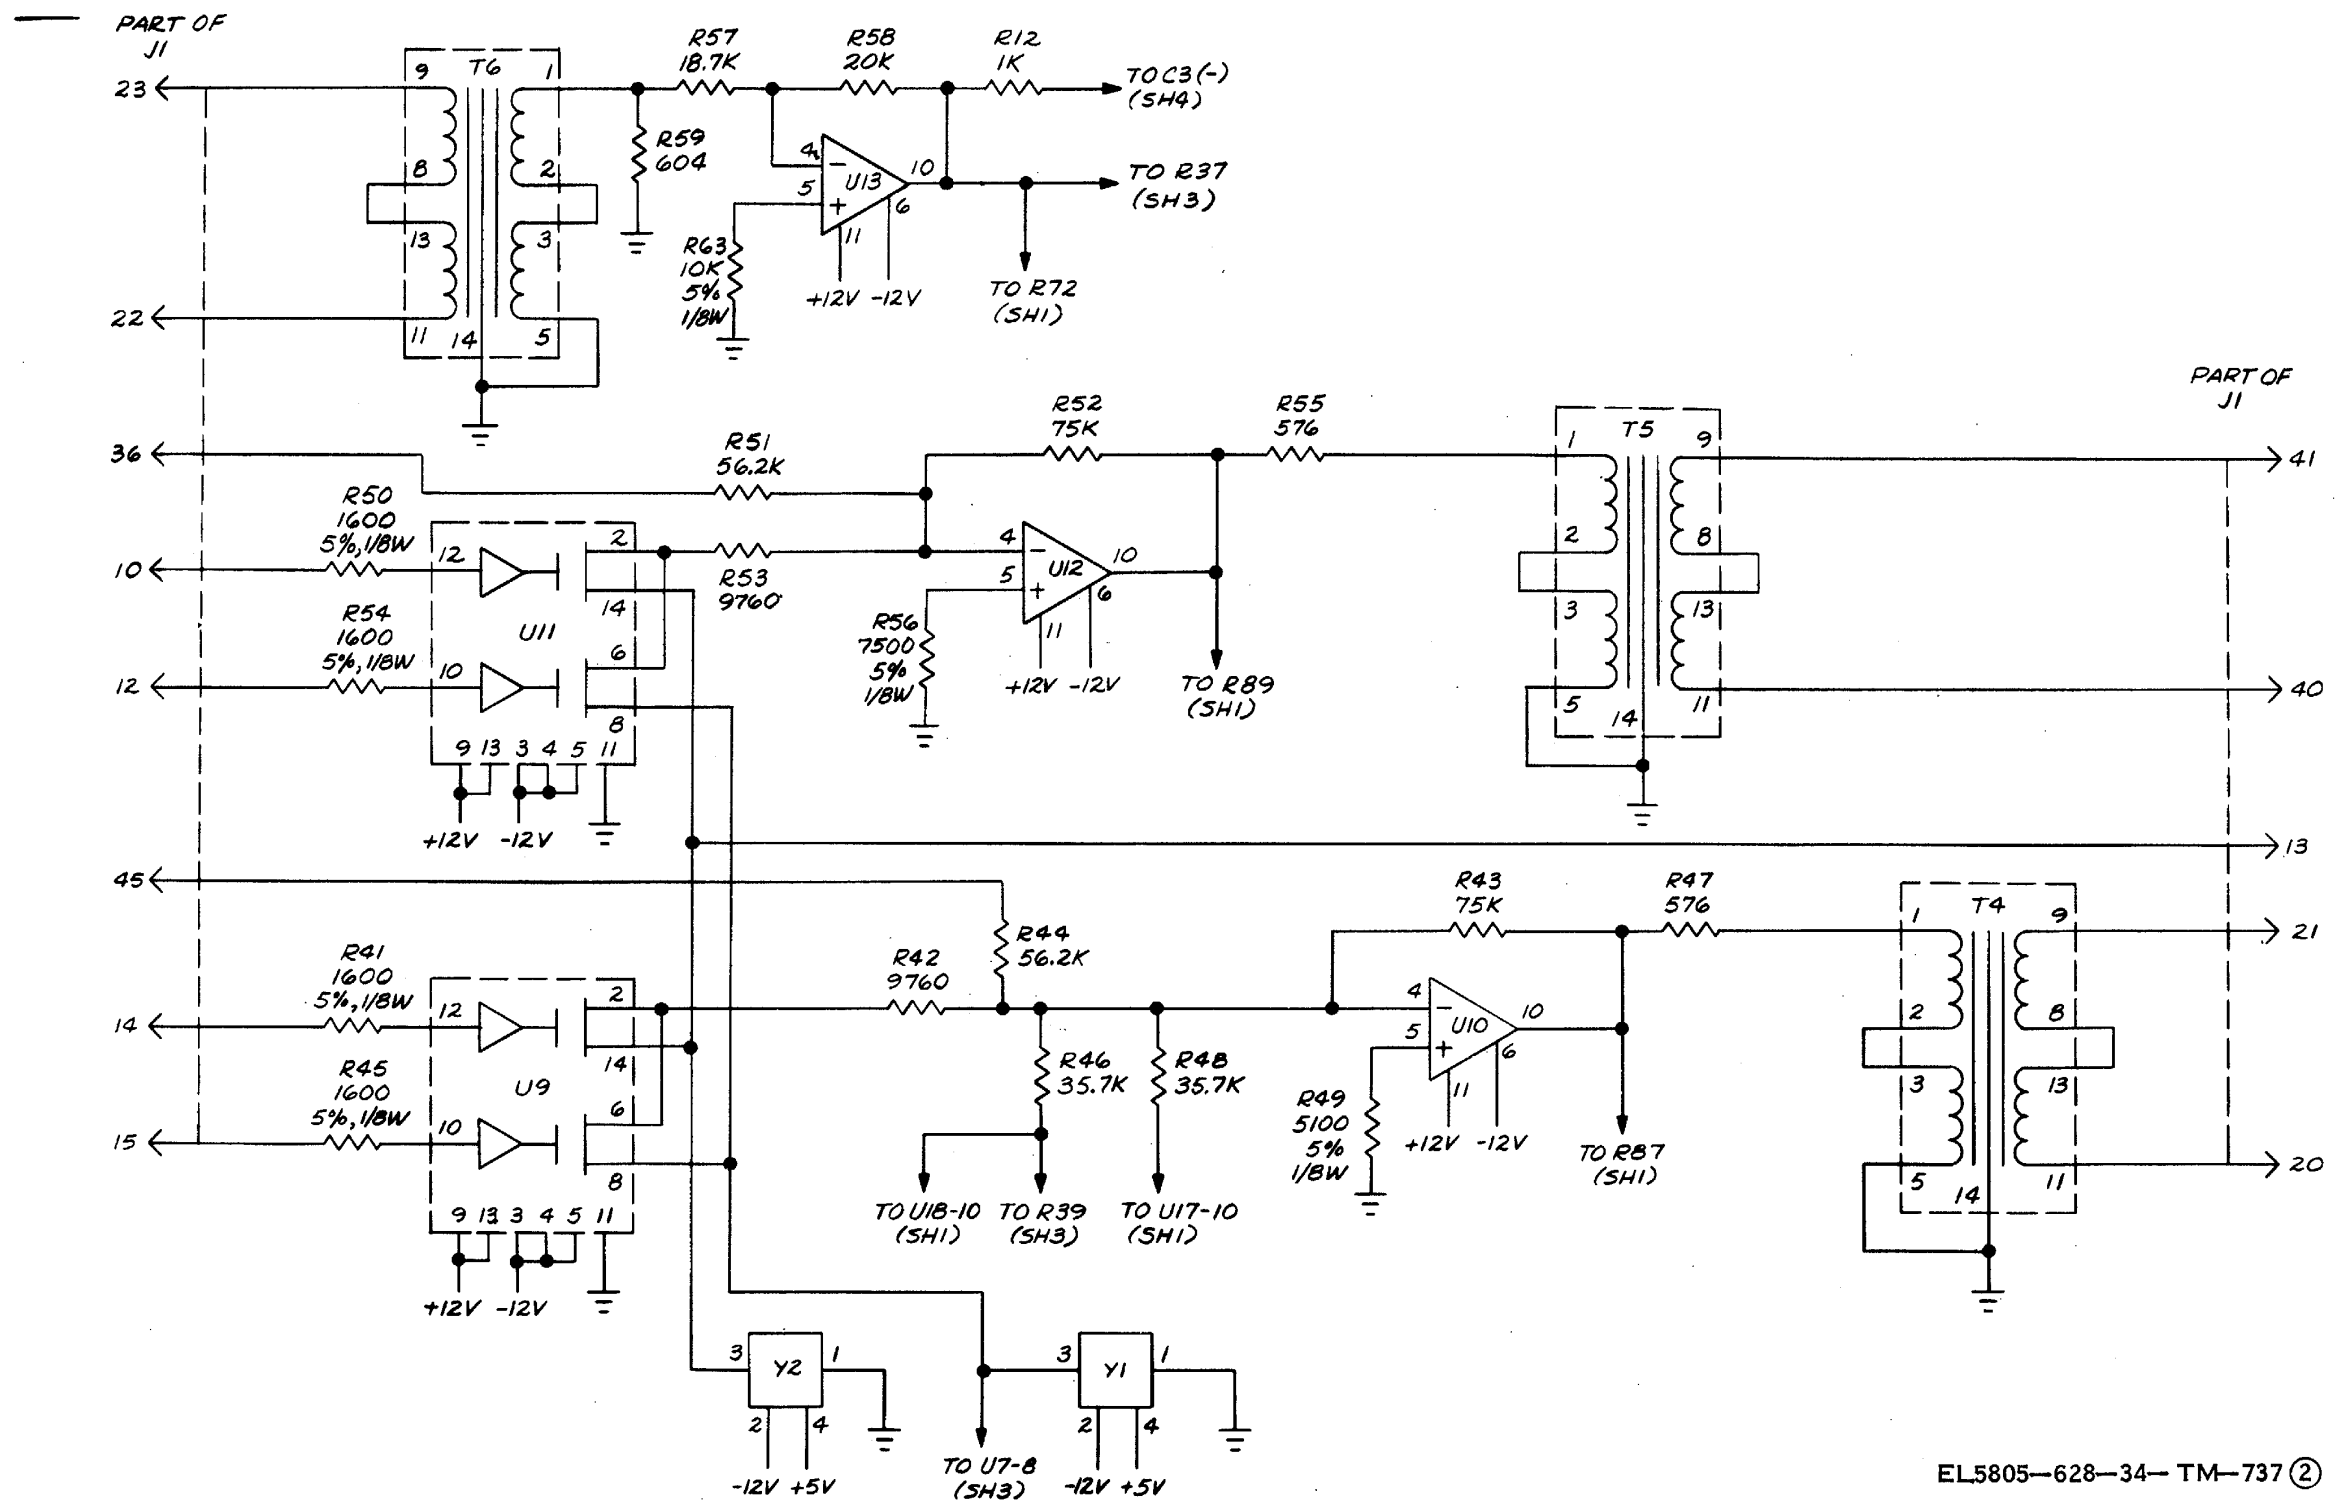 PART OF
J1
23
22
9
T6
1
8
2
13
3
11
14
5
R57
18.7K
R58
20K
R12
1K
TO C3(-)
(SH4)
R59
604
4
5
U13
10
-
+
6
11
+12V -12V
R63
10K
5%
1/8W
TO R37
(SH3)
TO R72
(SH1)
36
R51
56.2K
R52
75K
R55
576
R50
1600
5%, 1/8W
10
12
2
14
R54
1600
5%, 1/8W
12
10
U11
6
8
9 13 3 4 5 11
+12V -12V
R53
9760
4
5
U12
10
-
+
6
11
+12V -12V
R56
7500
5%
1/8W
TO R89
(SH1)
PART OF
J1
1
T5
9
2
8
3
13
5
14
11
41
40
13
45
R44
56.2K
R41
1600
5%, 1/8W
14
12
2
14
R45
1600
5%, 1/8W
15
10
U9
6
8
9 13 3 4 5 11
+12V -12V
R42
9760
R46
35.7K
R48
35.7K
TO U18-10
(SH1)
TO R39
(SH3)
TO U17-10
(SH1)
R43
75K
R47
576
4
5
U10
10
-
+
6
11
+12V -12V
R49
5100
5%
1/8W
TO R87
(SH1)
1
T4
9
2
8
3
13
5
14
11
21
20
3
Y2
1
2
4
-12V +5V
TO U7-8
(SH3)
3
Y1
1
2
4
-12V +5V
EL5805-628-34-TM-737 2